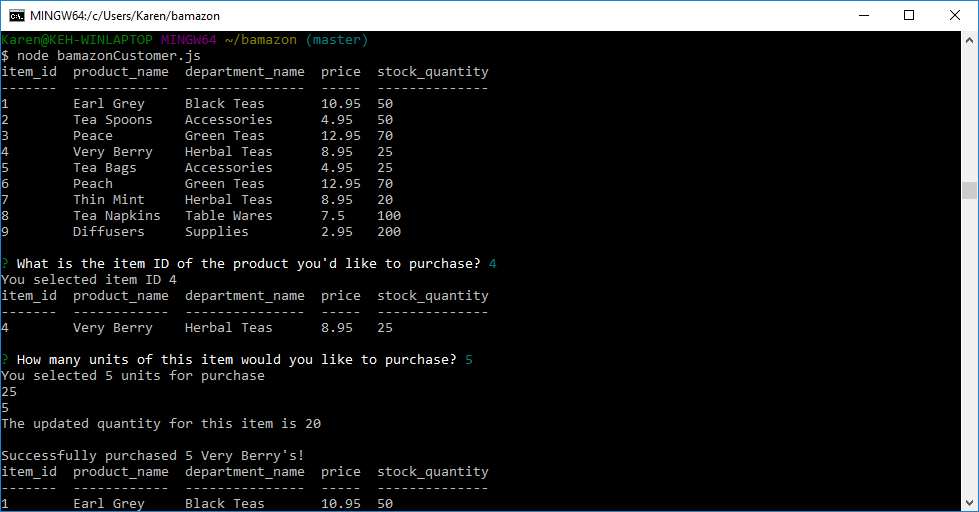 MINGW64:/c/Users/Karen/bamazon
Karen@KEH-WINLAPTOP MINGW64 ~/bamazon (master)
$ node bamazonCustomer.js
item_id  product_name  department_name  price  stock_quantity
-------  ------------  ---------------  -----  --------------
1        Earl Grey     Black Teas       10.95  50
2        Tea Spoons    Accessories      4.95   50
3        Peace         Green Teas       12.95  70
4        Very Berry    Herbal Teas      8.95   25
5        Tea Bags      Accessories      4.95   25
6        Peach         Green Teas       12.95  70
7        Thin Mint     Herbal Teas      8.95   20
8        Tea Napkins   Table Wares      7.5    100
9        Diffusers     Supplies         2.95   200
? What is the item ID of the product you'd like to purchase? 4
You selected item ID 4
item_id  product_name  department_name  price  stock_quantity
-------  ------------  ---------------  -----  --------------
4        Very Berry    Herbal Teas      8.95   25
? How many units of this item would you like to purchase? 5
You selected 5 units for purchase
25
5
The updated quantity for this item is 20
Successfully purchased 5 Very Berry's!
item_id  product_name  department_name  price  stock_quantity
-------  ------------  ---------------  -----  --------------
1        Earl Grey     Black Teas       10.95  50